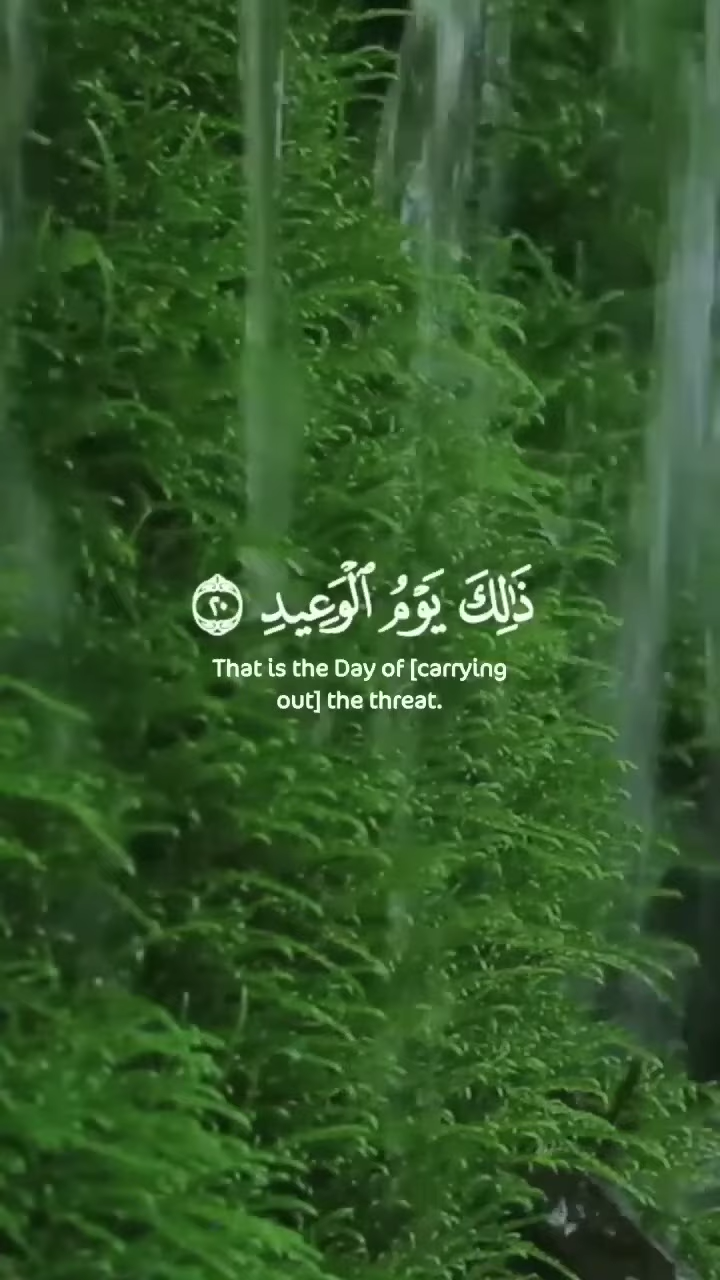 ذَٰلِكَ يَوْمُ ٱلْوَعِيدِ ٢٠
That is the Day of [carrying
out] the threat.